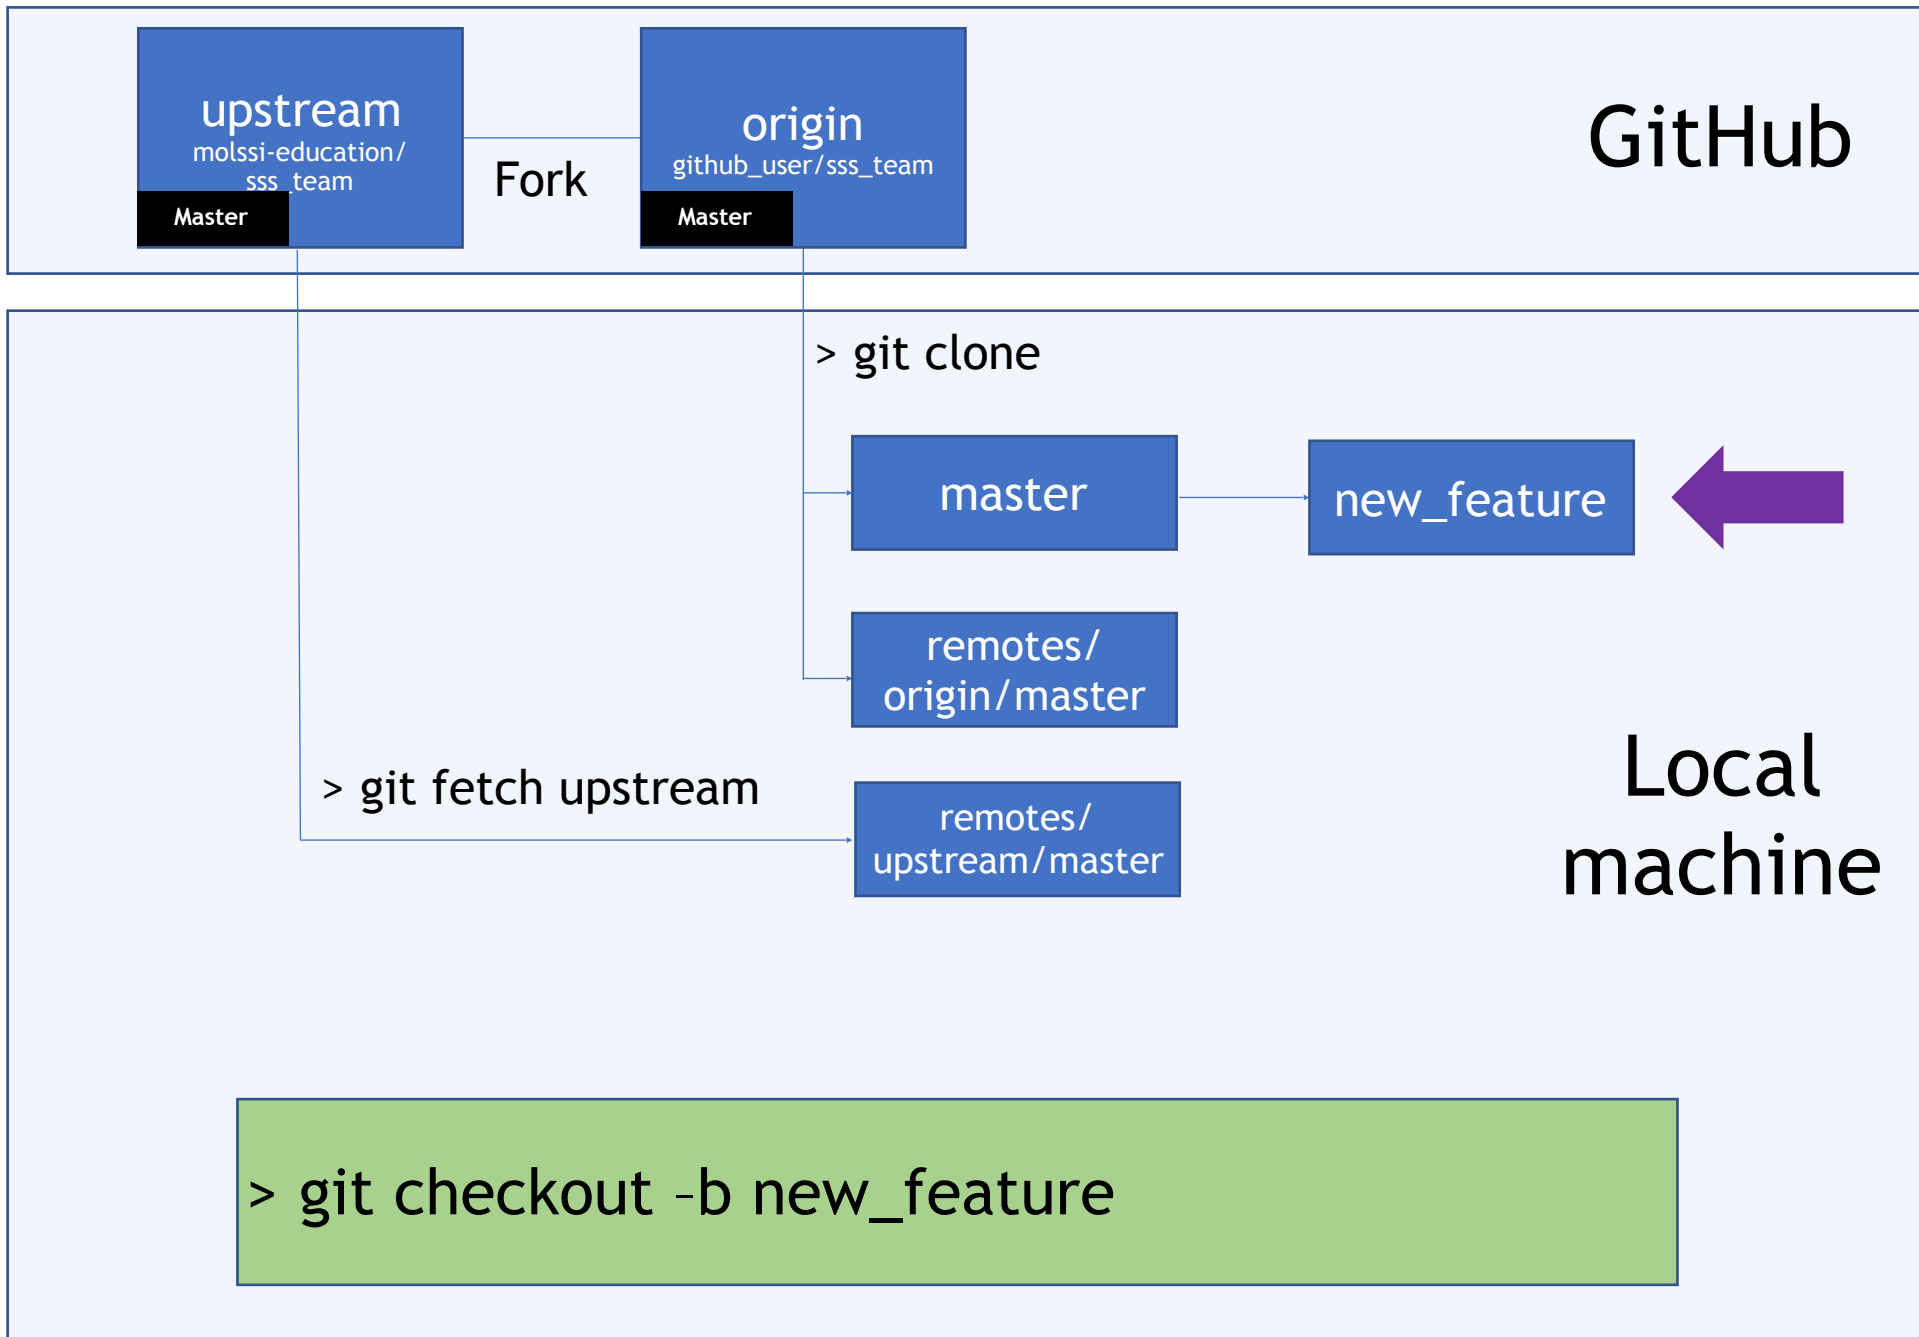 upstream
molssi-education/
sss_team
Master
Fork
origin
github_user/sss_team
Master
GitHub
> git clone
master
new_feature
remotes/
origin/master
> git fetch upstream
remotes/
upstream/master
Local
machine
> git checkout –b new_feature